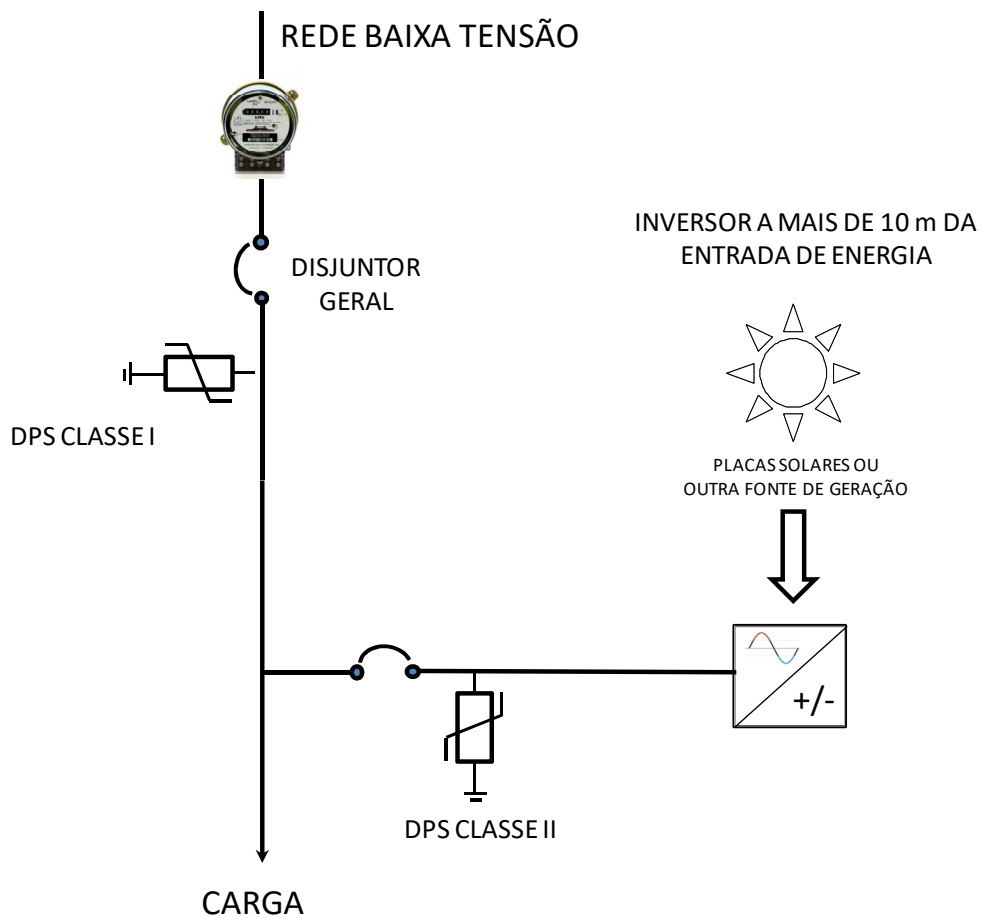 REDE BAIXA TENSÃO
kWh
DISJUNTOR
GERAL
INVERSOR A MAIS DE 10 m DA
ENTRADA DE ENERGIA
DPS CLASSE I
PLACAS SOLARES OU
OUTRA FONTE DE GERAÇÃO
+/-
DPS CLASSE II
CARGA